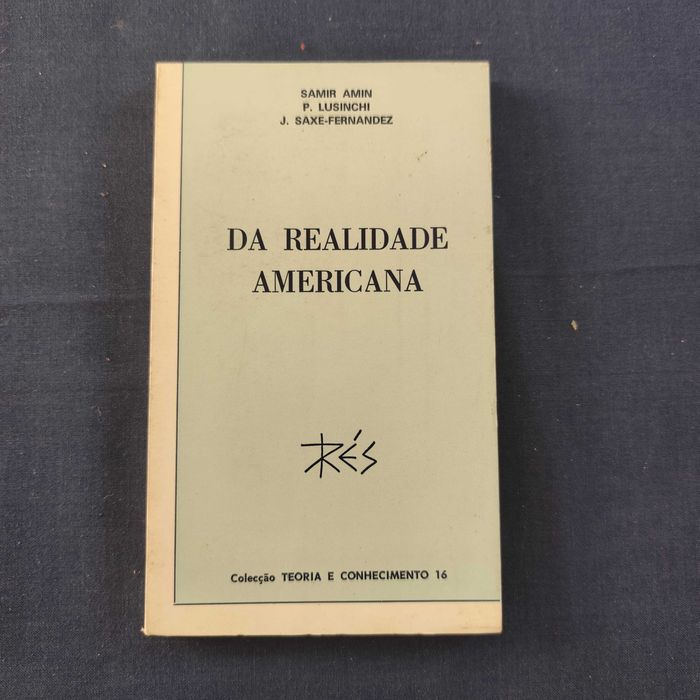 SAMIR AMIN
P. LUSINCHI
J. SAXE-FERNANDEZ
DA REALIDADE
AMERICANA
RÉS
Colecção TEORIA E CONHECIMENTO 16